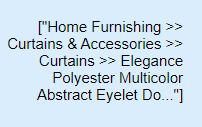 ["Home Furnishing >>
Curtains & Accessories >>
Curtains >> Elegance
Polyester Multicolor
Abstract Eyelet Do..."]